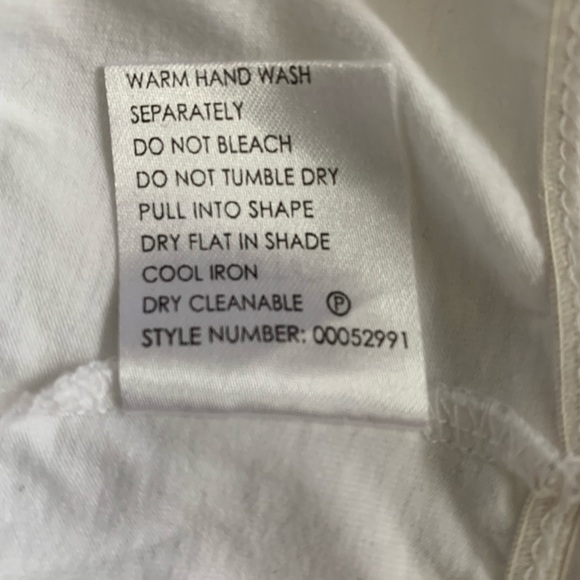 WARM HAND WASH
SEPARATELY
DO NOT BLEACH
DO NOT TUMBLE DRY
PULL INTO SHAPE
DRY FLAT IN SHADE
COOL IRON
DRY CLEANABLE Ⓟ
STYLE NUMBER: 00052991